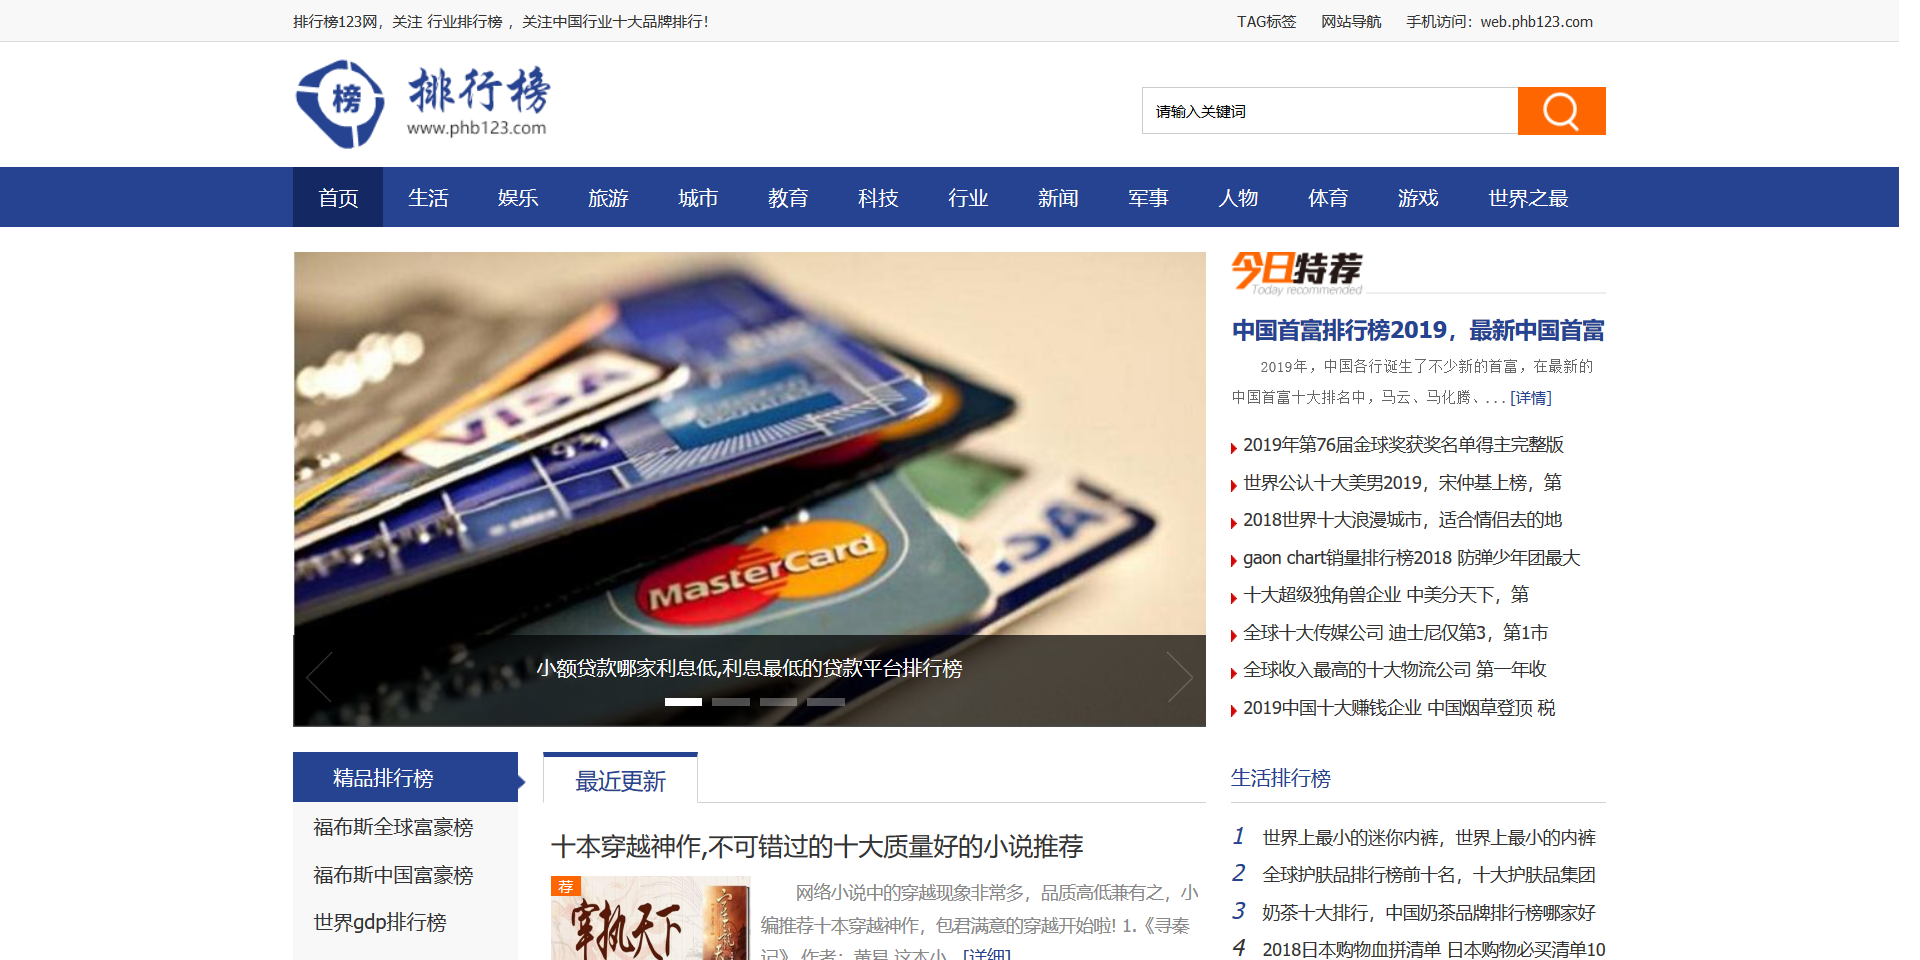 排行榜123网，关注 行业排行榜 ，关注中国行业十大品牌排行！
TAG标签 网站导航 手机访问：web.phb123.com
榜 排行榜
www.phb123.com
请输入关键词
首页 生活 娱乐 旅游 城市 教育 科技 行业 新闻 军事 人物 体育 游戏 世界之最
VISA
MasterCard
VISA
小额贷款哪家利息低,利息最低的贷款平台排行榜
今日特荐
Today recommended
中国首富排行榜2019，最新中国首富
2019年，中国各行诞生了不少新的首富，在最新的
中国首富十大排名中，马云、马化腾、... [详情]
2019年第76届金球奖获奖名单得主完整版
世界公认十大美男2019，宋仲基上榜，第
2018世界十大浪漫城市，适合情侣去的地
gaon chart销量排行榜2018 防弹少年团最大
十大超级独角兽企业 中美分天下，第
全球十大传媒公司 迪士尼仅第3，第1市
全球收入最高的十大物流公司 第一年收
2019中国十大赚钱企业 中国烟草登顶 税
精品排行榜
福布斯全球富豪榜
福布斯中国富豪榜
世界gdp排行榜
最近更新
十本穿越神作,不可错过的十大质量好的小说推荐
荐
宰执天下
网络小说中的穿越现象非常多，品质高低兼有之，小
编推荐十本穿越神作，包君满意的穿越开始啦! 1.《寻秦
记》 作者：黄易 这本小...[详细]
生活排行榜
1 世界上最小的迷你内裤，世界上最小的内裤
2 全球护肤品排行榜前十名，十大护肤品集团
3 奶茶十大排行，中国奶茶品牌排行榜哪家好
4 2018日本购物血拼清单 日本购物必买清单10